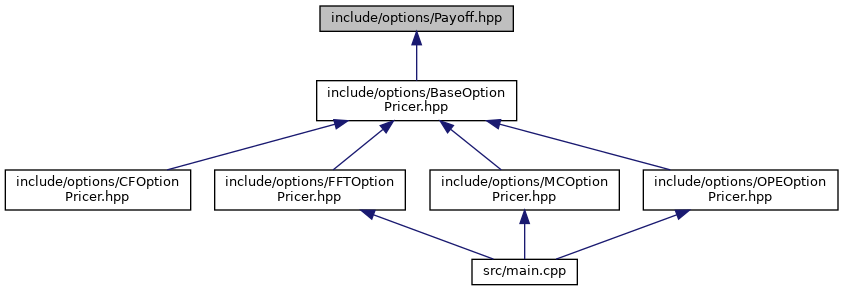 include/options/Payoff.hpp
include/options/BaseOption
Pricer.hpp
include/options/CFOption
Pricer.hpp
include/options/FFTOption
Pricer.hpp
include/options/MCOption
Pricer.hpp
include/options/OPEOption
Pricer.hpp
src/main.cpp